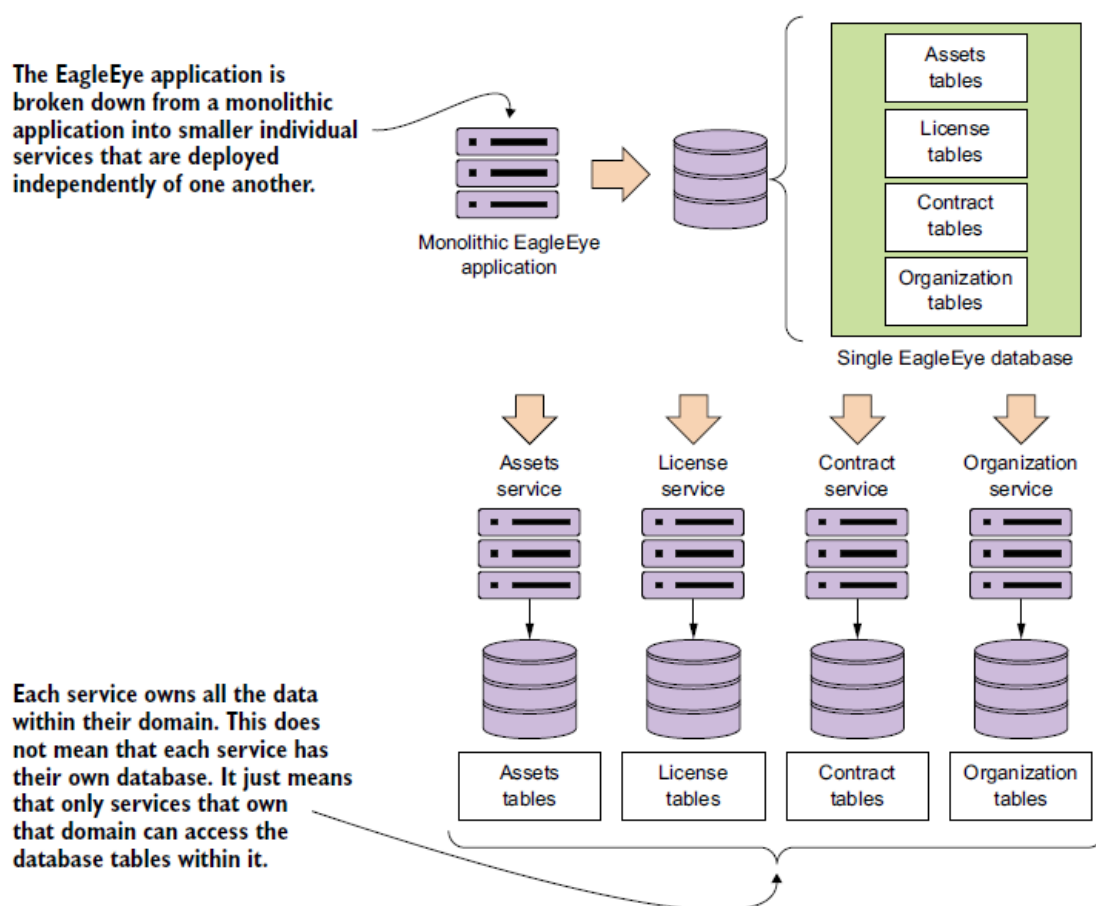 The EagleEye application is
broken down from a monolithic
application into smaller individual
services that are deployed
independently of one another.
Monolithic EagleEye
application
Assets
tables
License
tables
Contract
tables
Organization
tables
Single EagleEye database
Assets
service
License
service
Contract
service
Organization
service
Each service owns all the data
within their domain. This does
not mean that each service has
their own database. It just means
that only services that own
that domain can access the
database tables within it.
Assets
tables
License
tables
Contract
tables
Organization
tables